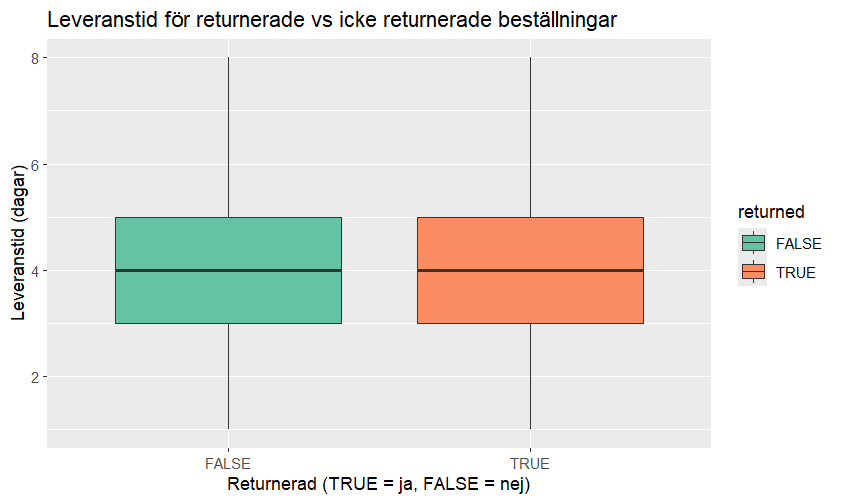 Leveranstid för returnerade vs icke returnerade beställningar
Leveranstid (dagar)
8
6
4
2
FALSE
TRUE
Returnerad (TRUE = ja, FALSE = nej)
returned
FALSE
TRUE